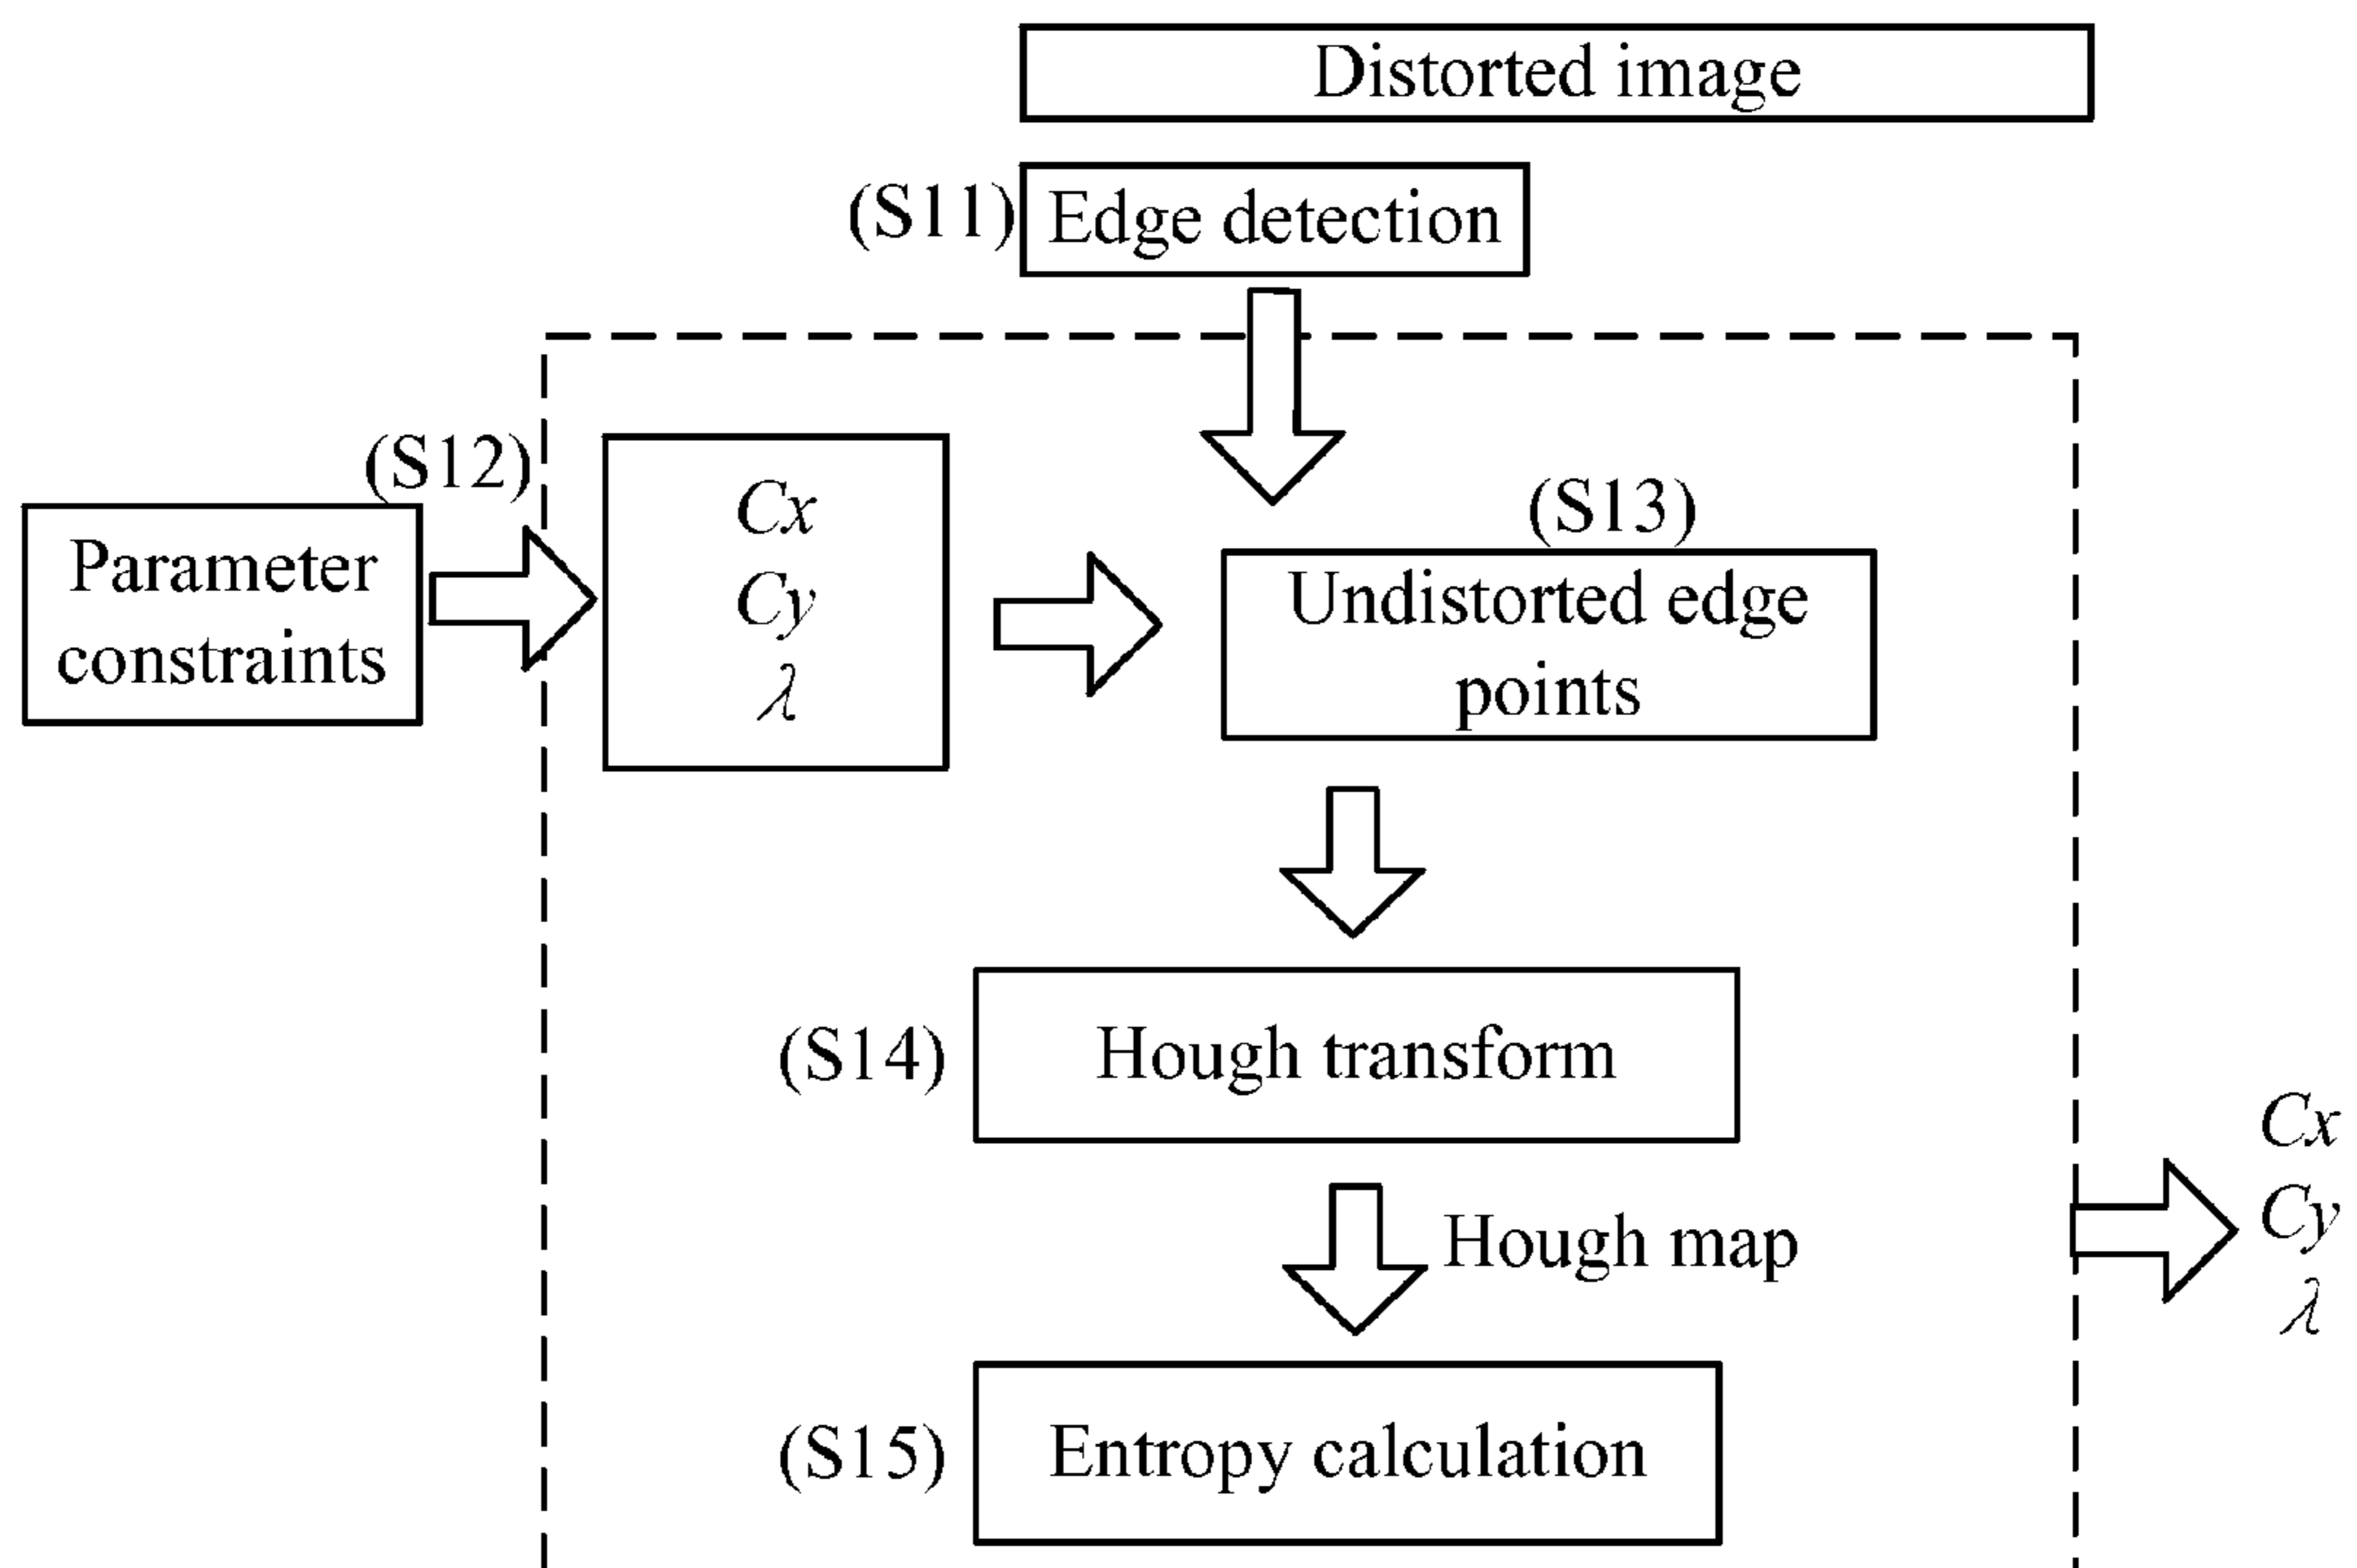 Distorted image
(S11)
Edge detection
(S12)
Parameter
constraints
Cx
Cy
λ
(S13)
Undistorted edge
points
(S14)
Hough transform
Hough map
(S15)
Entropy calculation
Cx
Cy
λ